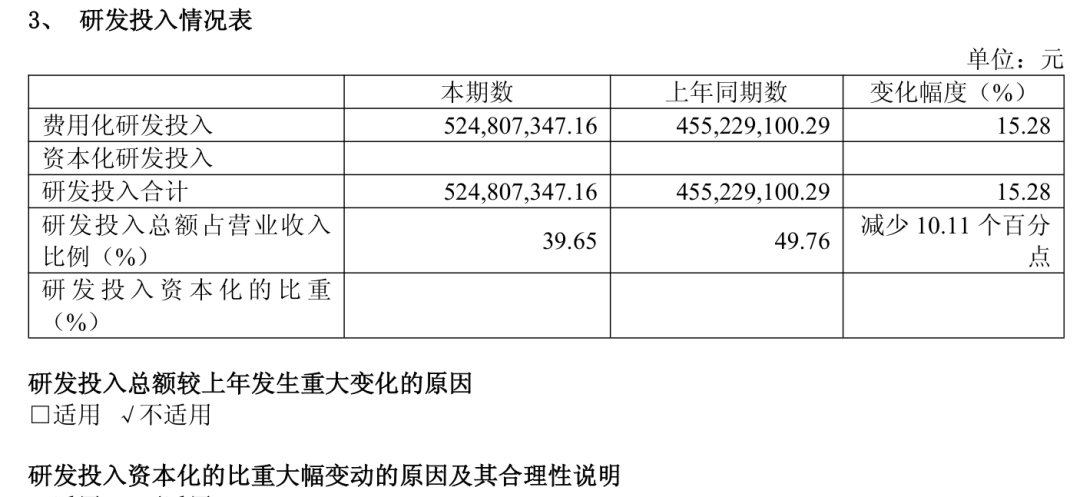 3、 研发投入情况表
单位：元
本期数 上年同期数 变化幅度（%）
费用化研发投入 524,807,347.16 455,229,100.29 15.28
资本化研发投入
研发投入合计 524,807,347.16 455,229,100.29 15.28
研发投入总额占营业收入比例（%） 39.65 49.76 减少 10.11 个百分点
研发投入资本化的比重（%）
研发投入总额较上年发生重大变化的原因
□适用 √不适用
研发投入资本化的比重大幅变动的原因及其合理性说明